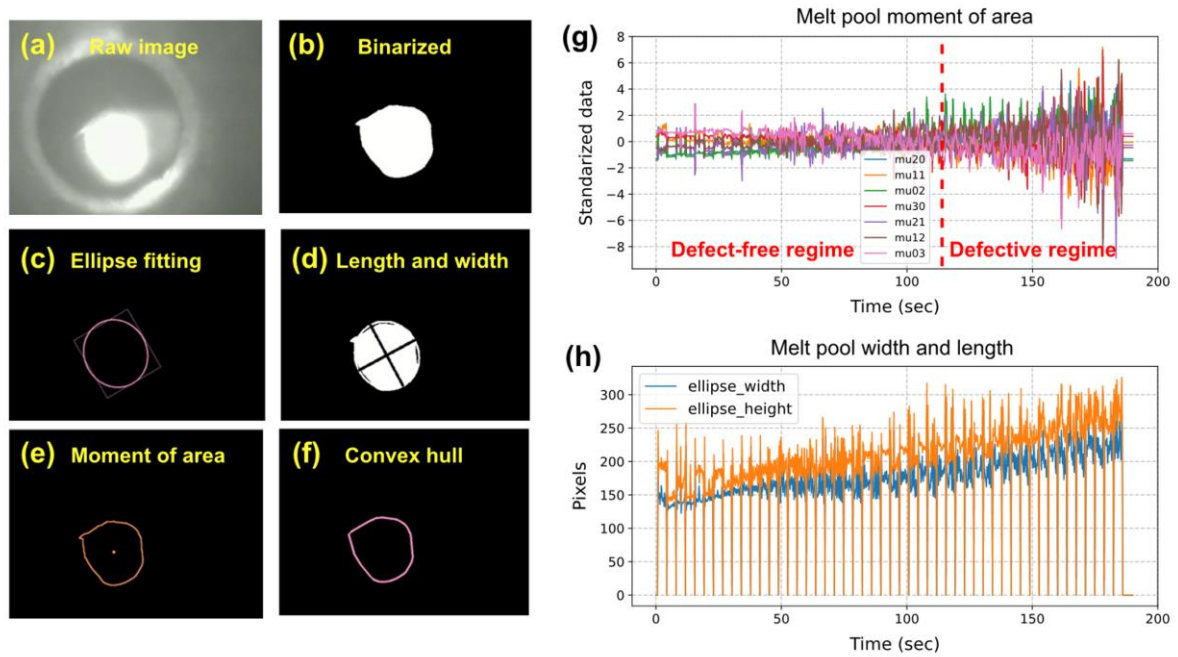 (a) Raw image
(b) Binarized
(c) Ellipse fitting
(d) Length and width
(e) Moment of area
(f) Convex hull
(g)
Melt pool moment of area
Standarized data
8
6
4
2
0
−2
−4
−6
−8
mu20
mu11
mu02
mu30
mu21
mu12
mu03
Defect-free regime
Defective regime
0 50 100 150 200
Time (sec)
(h)
Melt pool width and length
Pixels
300
250
200
150
100
50
0
ellipse_width
ellipse_height
0 50 100 150 200
Time (sec)